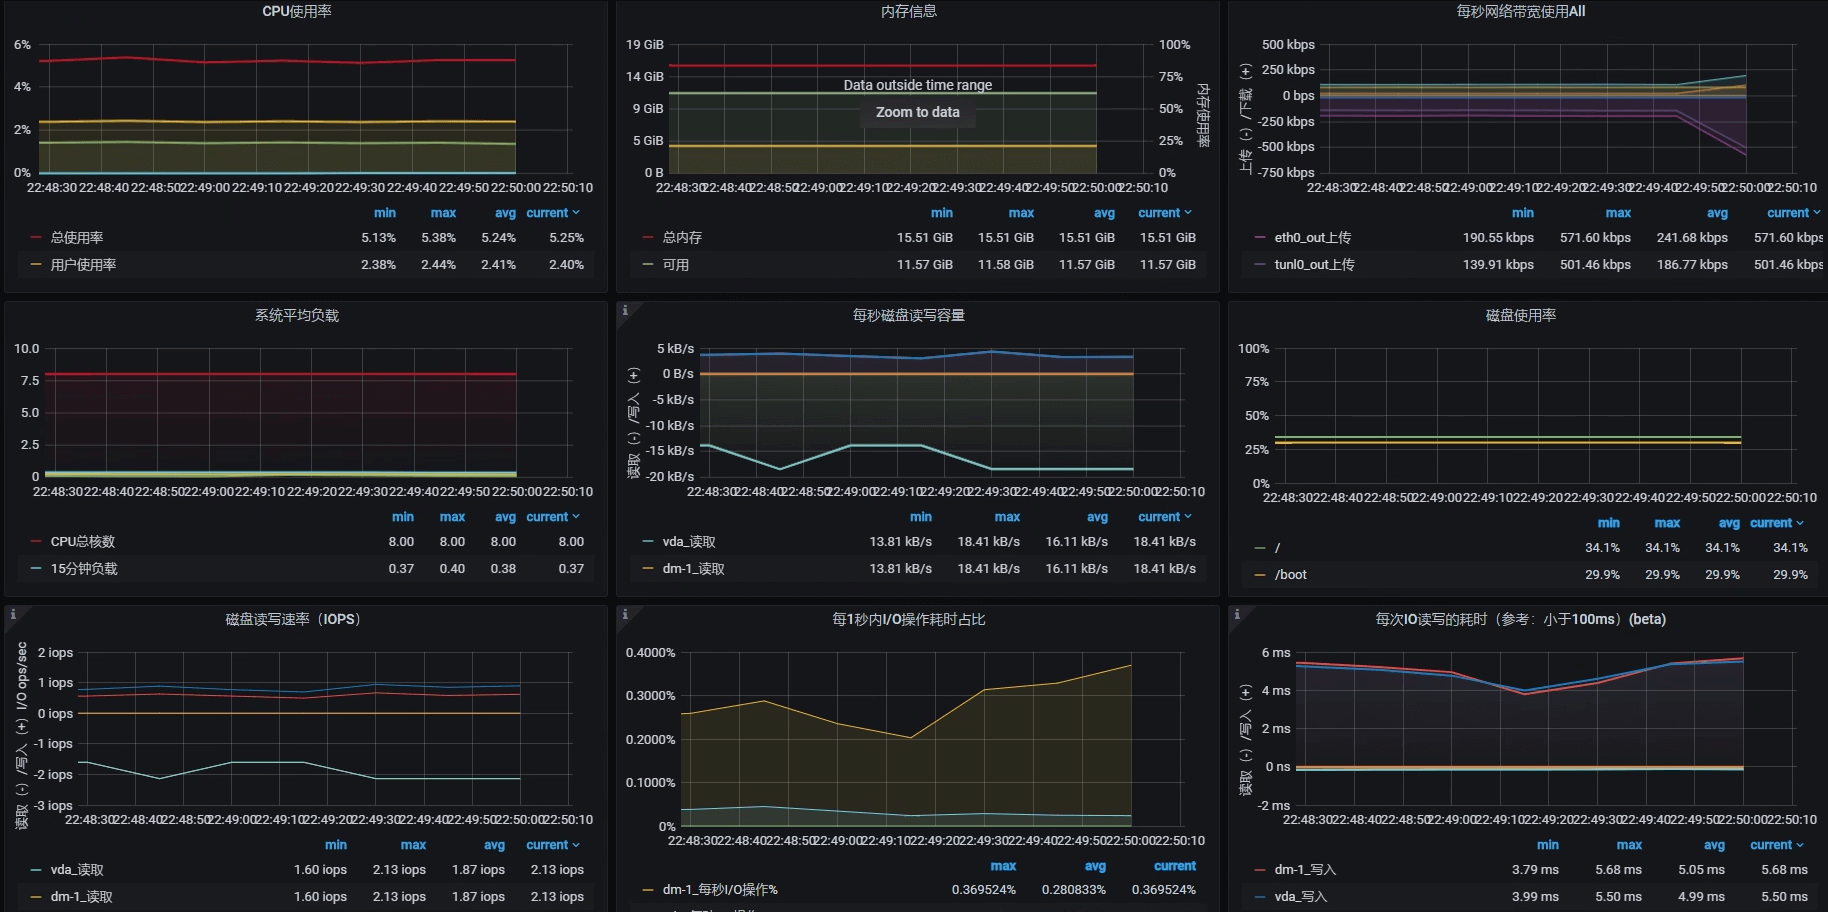 CPU使用率
6%
4%
2%
0%
22:48:30 22:48:40 22:48:50 22:49:00 22:49:10 22:49:20 22:49:30 22:49:40 22:49:50 22:50:00 22:50:10
min max avg current
总使用率 5.13% 5.38% 5.24% 5.25%
用户使用率 2.38% 2.44% 2.41% 2.40%
内存信息
19 GiB 100%
14 GiB 75%
9 GiB 50%
5 GiB 25%
0 B 0%
内存使用率
Data outside time range
Zoom to data
22:48:30 22:48:40 22:48:50 22:49:00 22:49:10 22:49:20 22:49:30 22:49:40 22:49:50 22:50:00 22:50:10
min max avg current
总内存 15.51 GiB 15.51 GiB 15.51 GiB 15.51 GiB
可用 11.57 GiB 11.58 GiB 11.57 GiB 11.57 GiB
每秒网络带宽使用All
上传（-）/下载（+）
500 kbps
250 kbps
0 bps
-250 kbps
-500 kbps
-750 kbps
22:48:30 22:48:40 22:48:50 22:49:00 22:49:10 22:49:20 22:49:30 22:49:40 22:49:50 22:50:00 22:50:10
min max avg current
eth0_out上传 190.55 kbps 571.60 kbps 241.68 kbps 571.60 kbps
tunl0_out上传 139.91 kbps 501.46 kbps 186.77 kbps 501.46 kbps
系统平均负载
10.0
7.5
5.0
2.5
0
22:48:30 22:48:40 22:48:50 22:49:00 22:49:10 22:49:20 22:49:30 22:49:40 22:49:50 22:50:00 22:50:10
min max avg current
CPU总核数 8.00 8.00 8.00 8.00
15分钟负载 0.37 0.40 0.38 0.37
i
每秒磁盘读写容量
读取（-）/写入（+）
5 kB/s
0 B/s
-5 kB/s
-10 kB/s
-15 kB/s
-20 kB/s
22:48:30 22:48:40 22:48:50 22:49:00 22:49:10 22:49:20 22:49:30 22:49:40 22:49:50 22:50:00 22:50:10
min max avg current
vda_读取 13.81 kB/s 18.41 kB/s 16.11 kB/s 18.41 kB/s
dm-1_读取 13.81 kB/s 18.41 kB/s 16.11 kB/s 18.41 kB/s
磁盘使用率
100%
75%
50%
25%
0%
22:48:30 22:48:40 22:48:50 22:49:00 22:49:10 22:49:20 22:49:30 22:49:40 22:49:50 22:50:00 22:50:10
min max avg current
/ 34.1% 34.1% 34.1% 34.1%
/boot 29.9% 29.9% 29.9% 29.9%
i
磁盘读写速率（IOPS）
读取（-）/写入（+）I/O ops/sec
2 iops
1 iops
0 iops
-1 iops
-2 iops
-3 iops
22:48:30 22:48:40 22:48:50 22:49:00 22:49:10 22:49:20 22:49:30 22:49:40 22:49:50 22:50:00 22:50:10
min max avg current
vda_读取 1.60 iops 2.13 iops 1.87 iops 2.13 iops
dm-1_读取 1.60 iops 2.13 iops 1.87 iops 2.13 iops
i
每1秒内I/O操作耗时占比
0.4000%
0.3000%
0.2000%
0.1000%
0%
22:48:30 22:48:40 22:48:50 22:49:00 22:49:10 22:49:20 22:49:30 22:49:40 22:49:50 22:50:00 22:50:10
max avg current
dm-1_每秒I/O操作% 0.369524% 0.280833% 0.369524%
i
每次IO读写的耗时（参考：小于100ms）(beta)
读取（-）/写入（+）
6 ms
4 ms
2 ms
0 ns
-2 ms
22:48:30 22:48:40 22:48:50 22:49:00 22:49:10 22:49:20 22:49:30 22:49:40 22:49:50 22:50:00 22:50:10
min max avg current
dm-1_写入 3.79 ms 5.68 ms 5.05 ms 5.68 ms
vda_写入 3.99 ms 5.50 ms 4.99 ms 5.50 ms